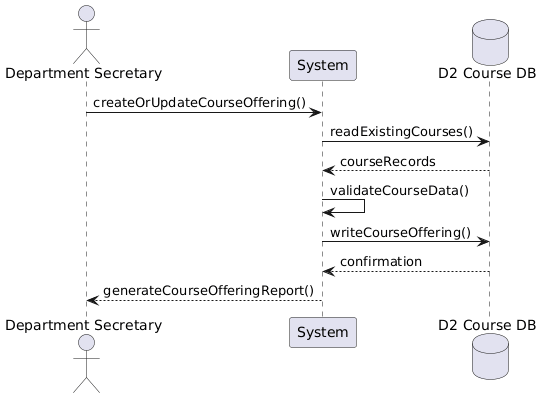 Department Secretary
System
D2 Course DB
createOrUpdateCourseOffering()
readExistingCourses()
courseRecords
validateCourseData()
writeCourseOffering()
confirmation
generateCourseOfferingReport()
Department Secretary
System
D2 Course DB